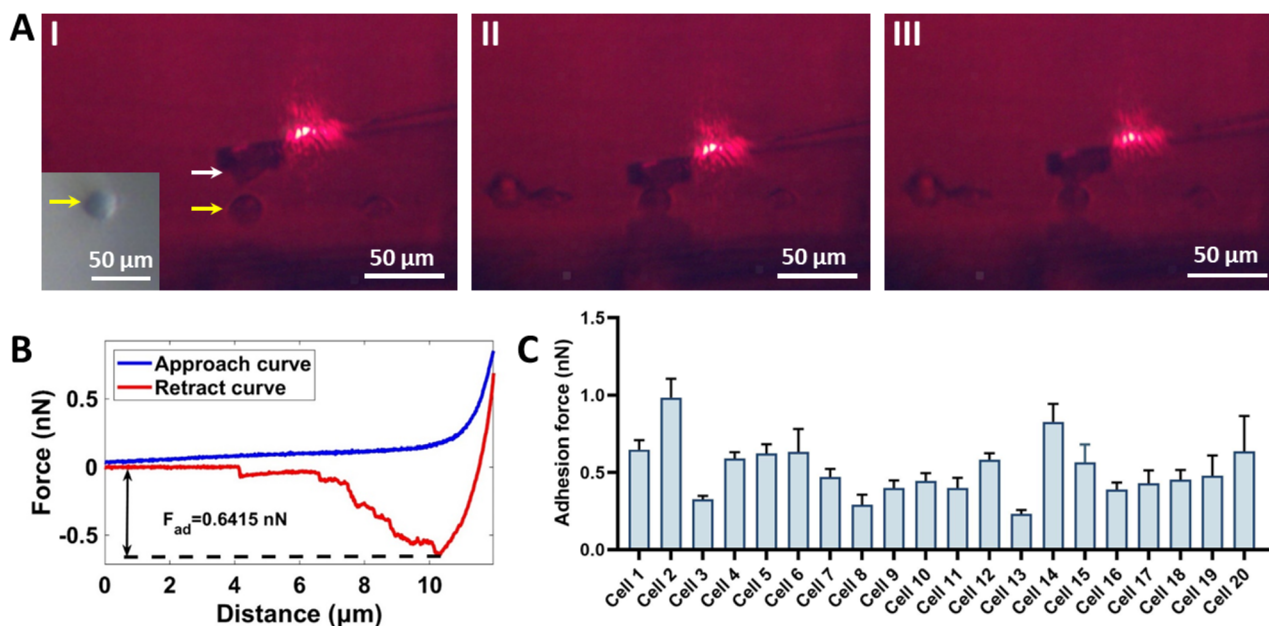 A
I
II
III
50 µm
50 µm
50 µm
50 µm
B
Approach curve
Retract curve
Force (nN)
0.5
0
-0.5
F_ad=0.6415 nN
0 2 4 6 8 10
Distance (µm)
C
Adhesion force (nN)
1.5
1.0
0.5
0.0
Cell 1
Cell 2
Cell 3
Cell 4
Cell 5
Cell 6
Cell 7
Cell 8
Cell 9
Cell 10
Cell 11
Cell 12
Cell 13
Cell 14
Cell 15
Cell 16
Cell 17
Cell 18
Cell 19
Cell 20